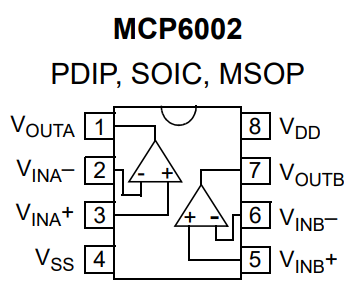 MCP6002
PDIP, SOIC, MSOP
VOUTA 1 8 VDD
VINA– 2 - + 7 VOUTB
VINA+ 3 + - 6 VINB–
VSS 4 5 VINB+